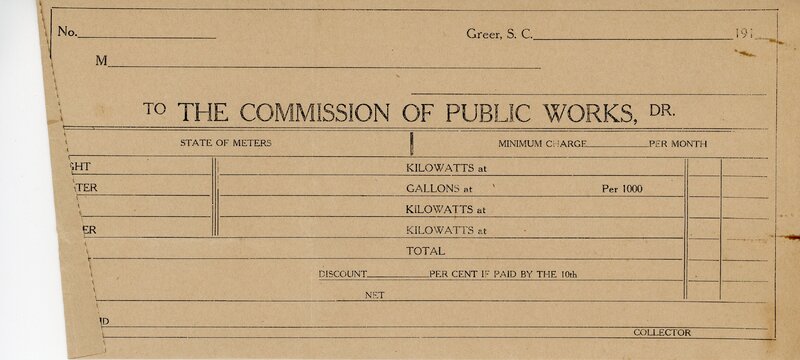 No. Greer, S. C. 191
M
TO THE COMMISSION OF PUBLIC WORKS, DR.
STATE OF METERS MINIMUM CHARGE PER MONTH
GHT KILOWATTS at
TER GALLONS at Per 1000
KILOWATTS at
ER KILOWATTS at
TOTAL
DISCOUNT PER CENT IF PAID BY THE 10th
NET
ID
COLLECTOR